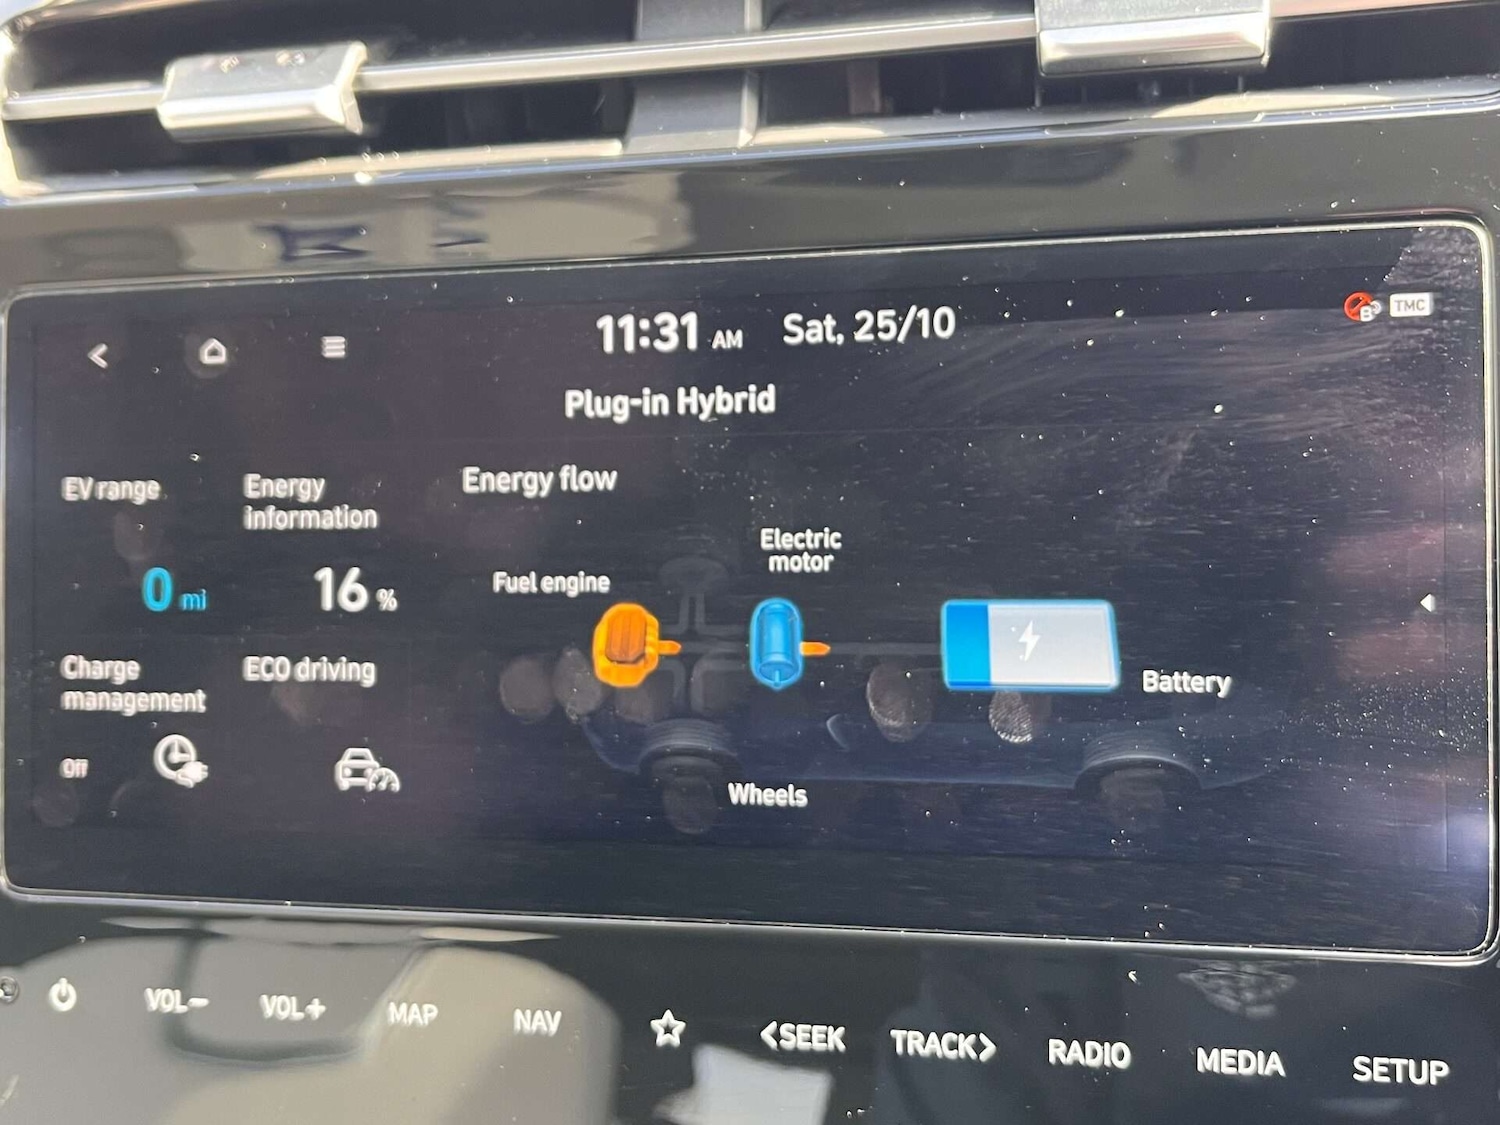 11:31 AM Sat, 25/10
TMC
Plug-in Hybrid
EV range
0 mi
Energy
information
16 %
Charge
management
Off
ECO driving
Energy flow
Fuel engine
Electric
motor
Battery
Wheels
VOL− VOL+ MAP NAV <SEEK TRACK> RADIO MEDIA SETUP